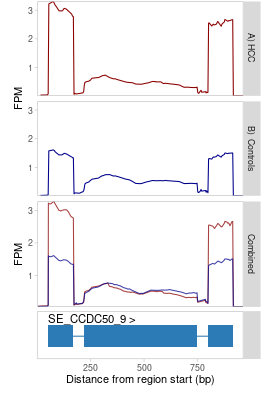 3
2
1
A) HCC
FPM
3
2
1
B) Controls
3
2
1
Combined
FPM
SE_CCDC50_9 >
250 500 750
Distance from region start (bp)